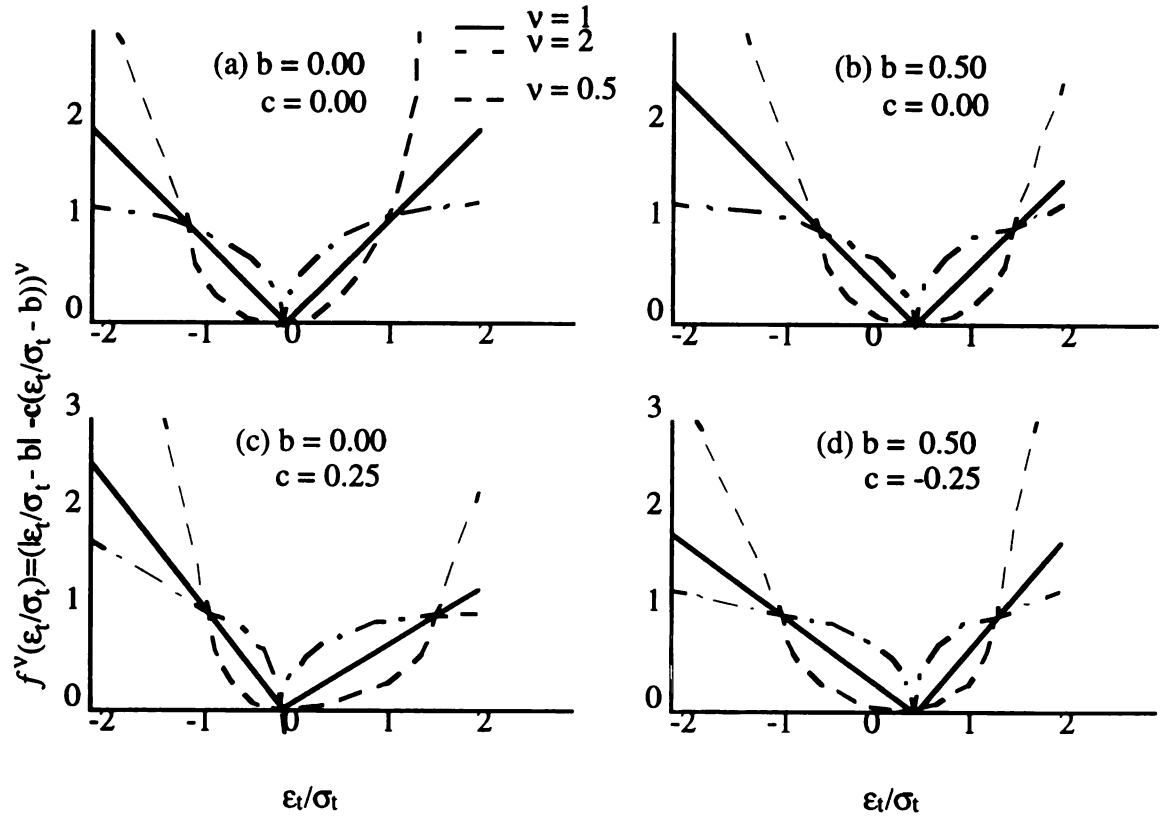 ν = 1
ν = 2
ν = 0.5
(a) b = 0.00
c = 0.00
2
1
0
-2 -1 0 1 2
(b) b = 0.50
c = 0.00
2
1
0
-2 -1 0 1 2
f^ν(ε_t/σ_t)=(|ε_t/σ_t - b| -c(ε_t/σ_t - b))^ν
(c) b = 0.00
c = 0.25
3
2
1
0
-2 -1 0 1 2
(d) b = 0.50
c = -0.25
3
2
1
0
-2 -1 0 1 2
ε_t/σ_t
ε_t/σ_t